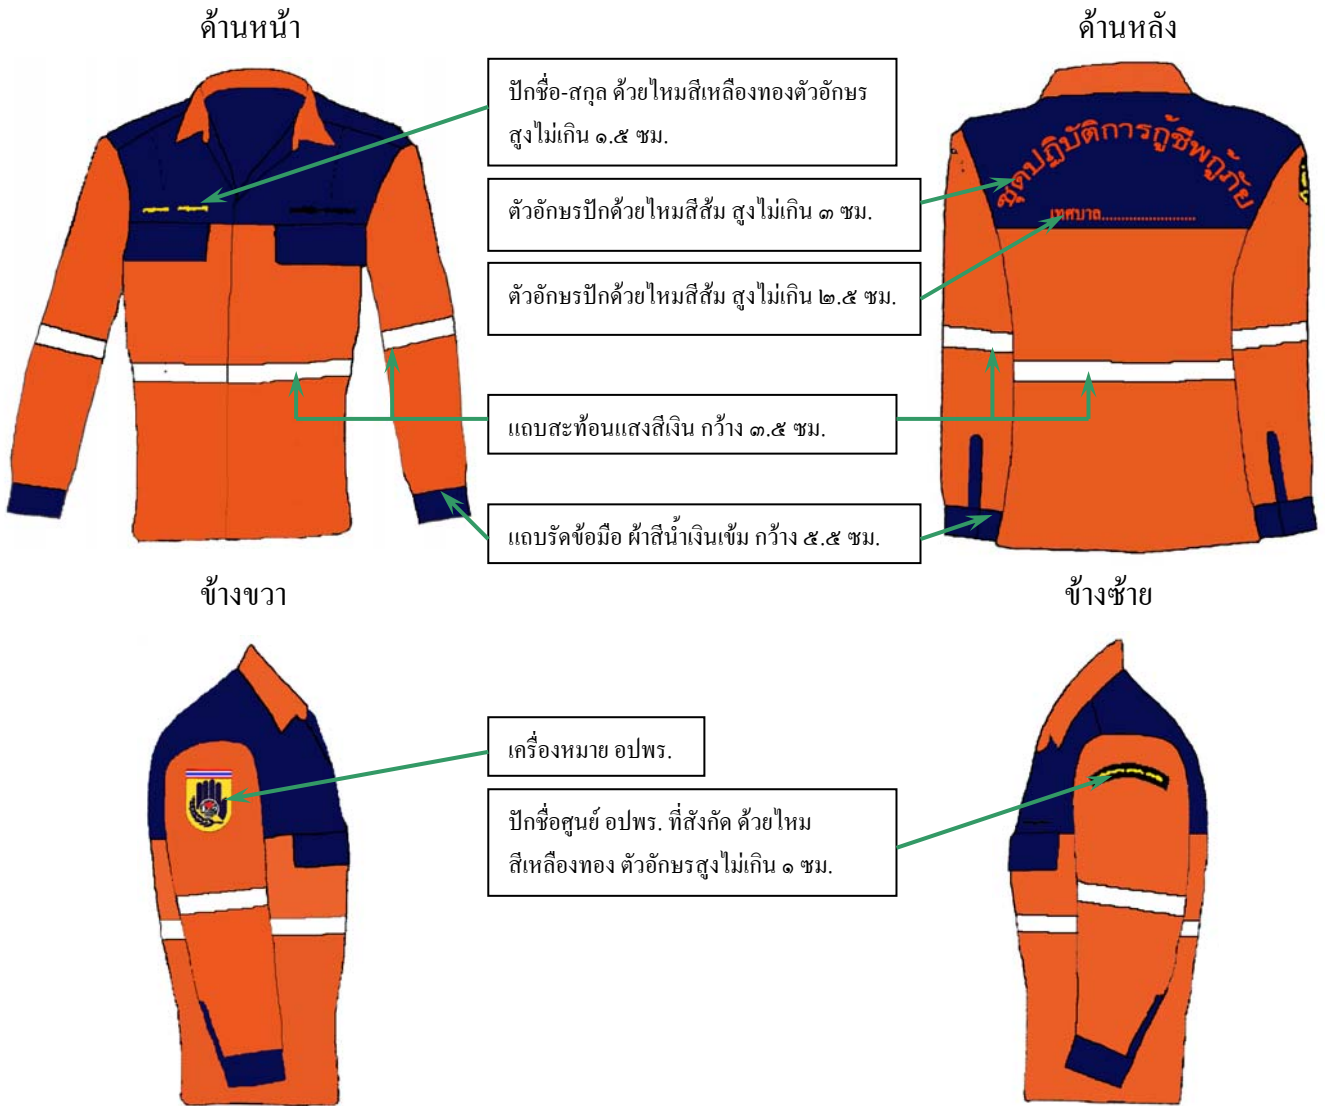 ด้านหน้า
ด้านหลัง
ปักชื่อ-สกุล ด้วยไหมสีเหลืองทองตัวอักษร
สูงไม่เกิน ๑.๕ ซม.
ชุดปฏิบัติการกู้ชีพกู้ภัย
เทศบาล.......................
ตัวอักษรปักด้วยไหมสีส้ม สูงไม่เกิน ๓ ซม.
ตัวอักษรปักด้วยไหมสีส้ม สูงไม่เกิน ๒.๕ ซม.
แถบสะท้อนแสงสีเงิน กว้าง ๓.๕ ซม.
แถบรัดข้อมือ ผ้าสีน้ำเงินเข้ม กว้าง ๕.๕ ซม.
ข้างขวา
ข้างซ้าย
เครื่องหมาย อปพร.
ปักชื่อศูนย์ อปพร. ที่สังกัด ด้วยไหม
สีเหลืองทอง ตัวอักษรสูงไม่เกิน ๑ ซม.